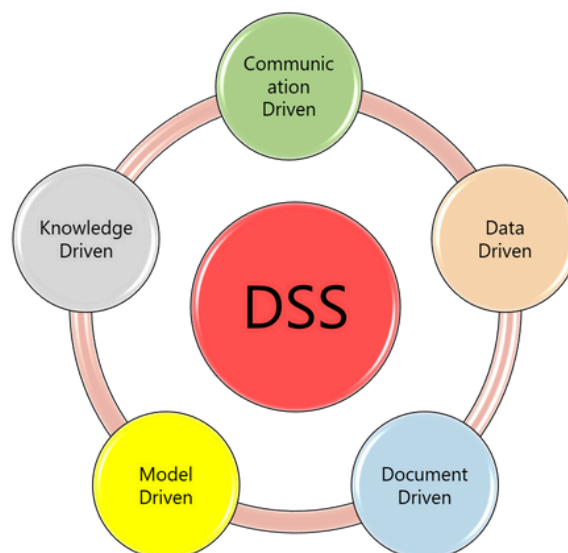 Communic
ation
Driven
Knowledge
Driven
Data
Driven
DSS
Model
Driven
Document
Driven